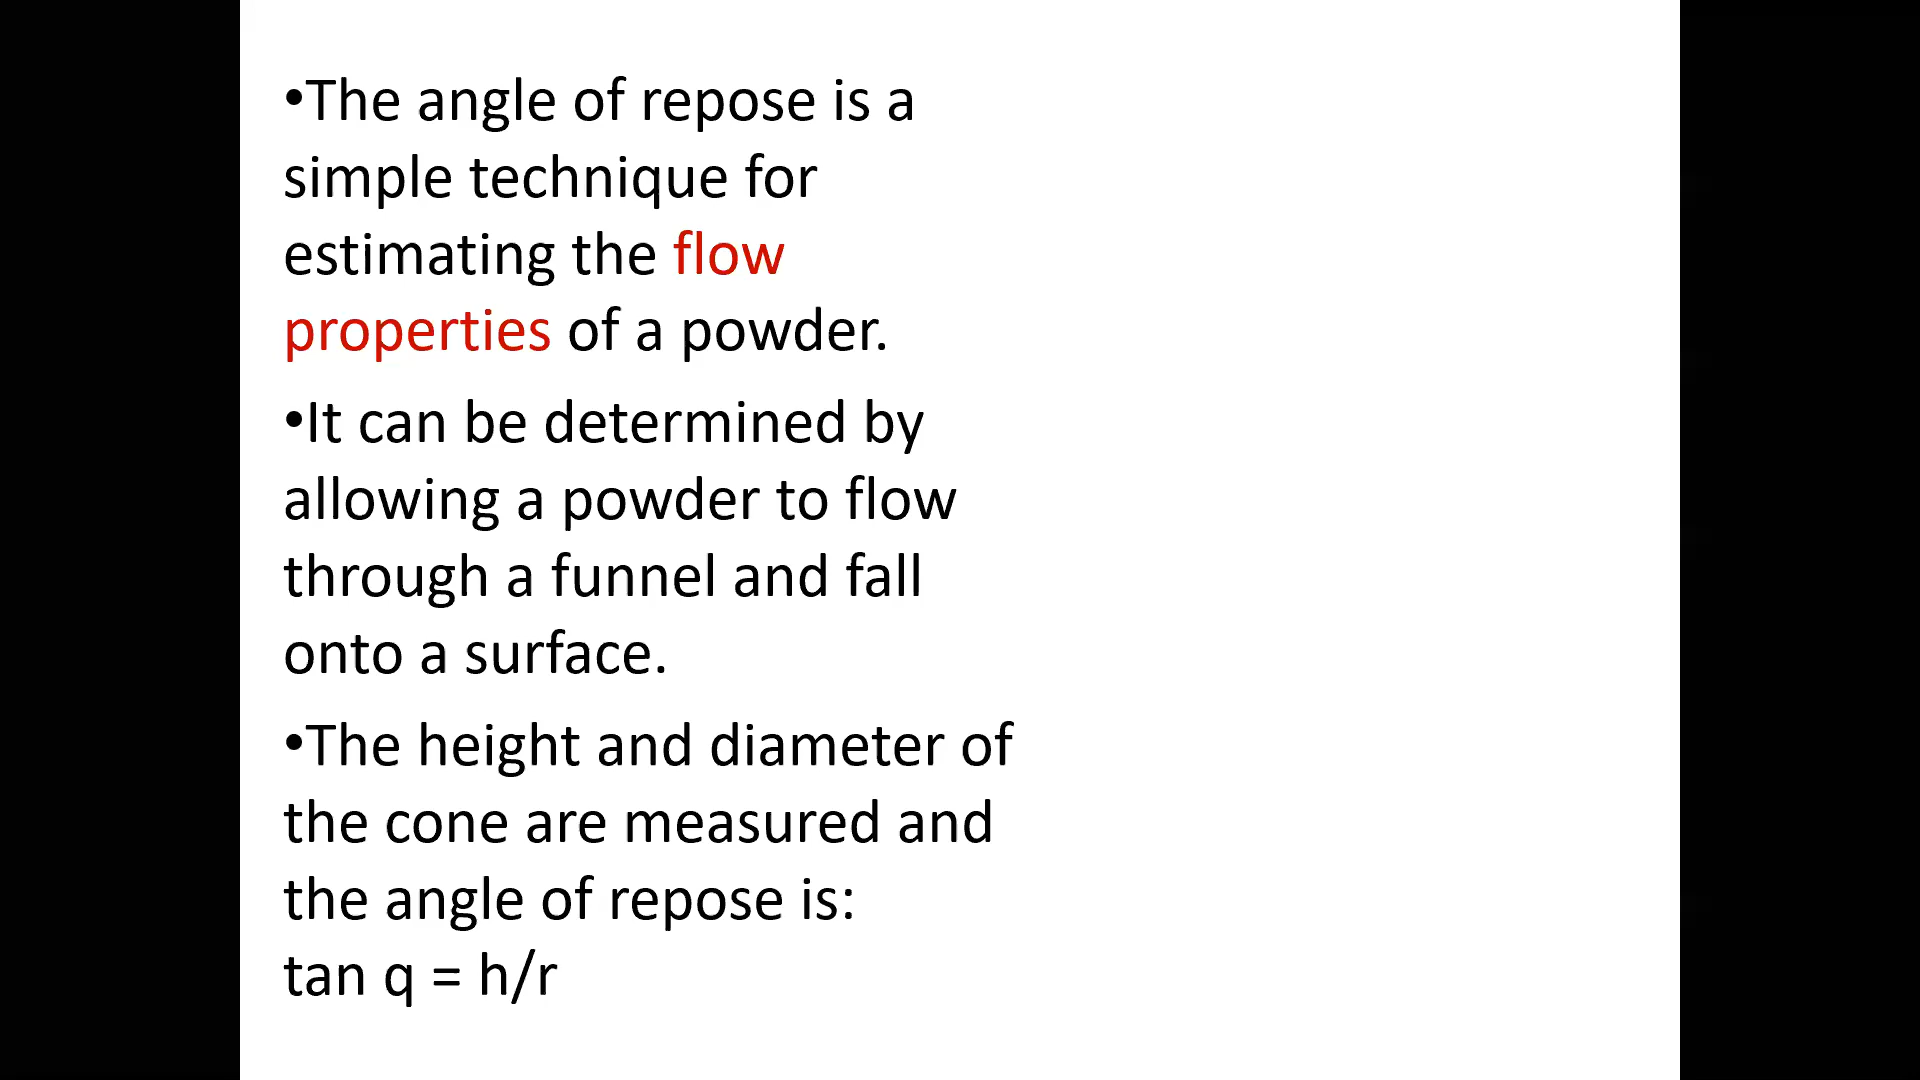 •The angle of repose is a
simple technique for
estimating the flow
properties of a powder.
•It can be determined by
allowing a powder to flow
through a funnel and fall
onto a surface.
•The height and diameter of
the cone are measured and
the angle of repose is:
tan q = h/r